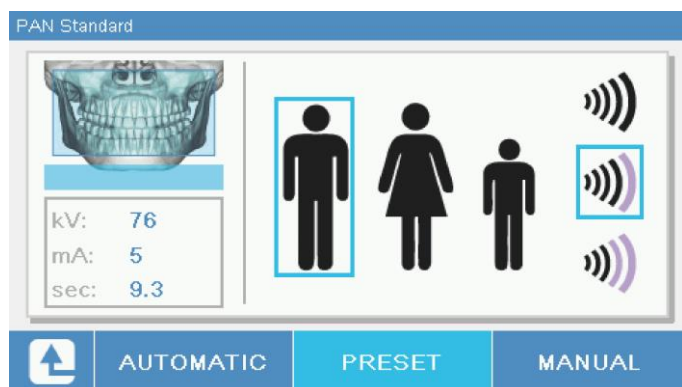 PAN Standard
kV: 76
mA: 5
sec: 9.3
AUTOMATIC PRESET MANUAL